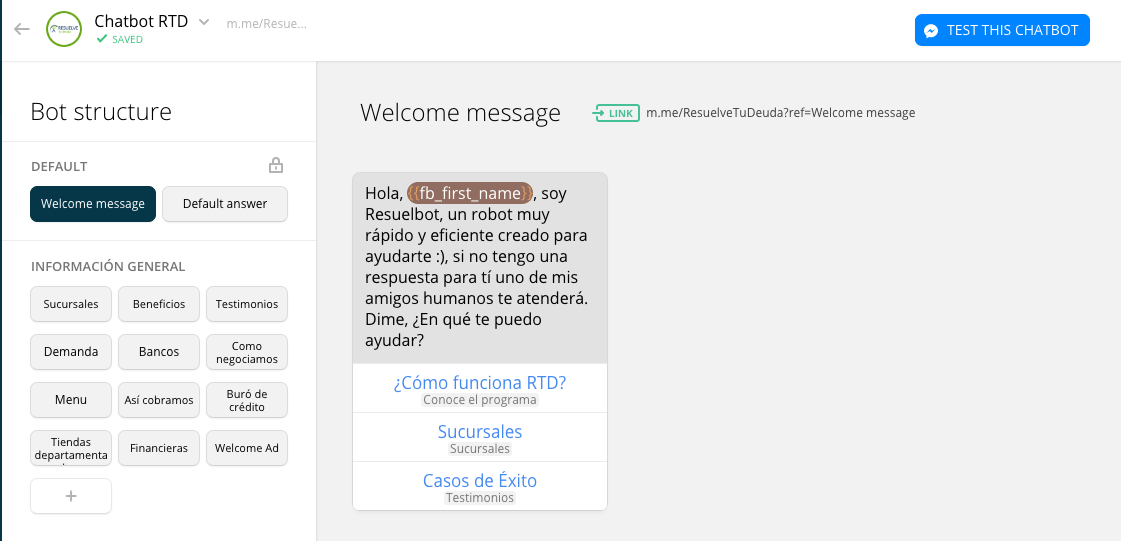 Chatbot RTD
m.me/Resue...
SAVED
TEST THIS CHATBOT
RESUELVE
Bot structure
DEFAULT
Welcome message
Default answer
INFORMACIÓN GENERAL
Sucursales
Beneficios
Testimonios
Demanda
Bancos
Como
negociamos
Menu
Así cobramos
Buró de
crédito
Tiendas
departamenta
Financieras
Welcome Ad
+
Welcome message
LINK
m.me/ResuelveTuDeuda?ref=Welcome message
Hola, {{fb_first_name}}, soy
Resuelbot, un robot muy
rápido y eficiente creado para
ayudarte :), si no tengo una
respuesta para tí uno de mis
amigos humanos te atenderá.
Dime, ¿En qué te puedo
ayudar?
¿Cómo funciona RTD?
Conoce el programa
Sucursales
Sucursales
Casos de Éxito
Testimonios